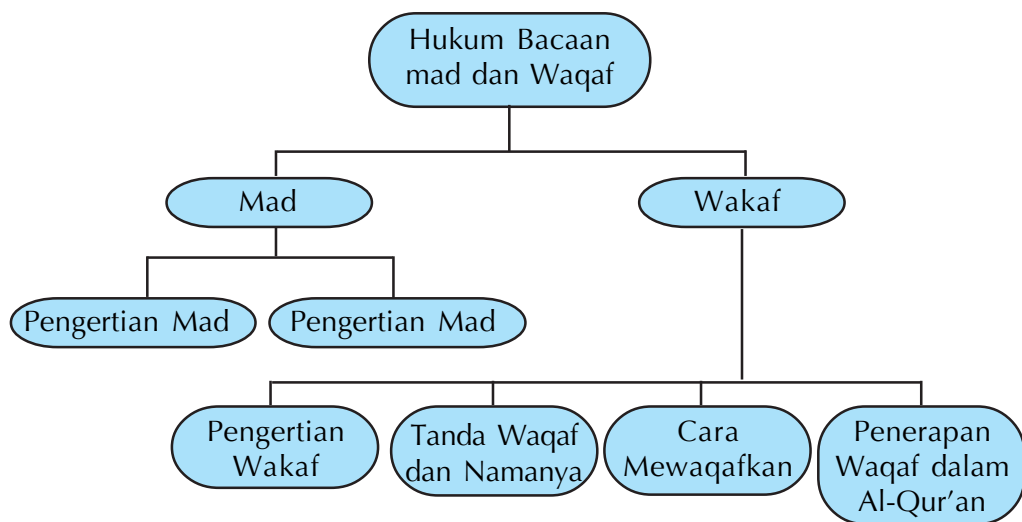 Hukum Bacaan
mad dan Waqaf
Mad
Wakaf
Pengertian Mad
Pengertian Mad
Pengertian
Wakaf
Tanda Waqaf
dan Namanya
Cara
Mewaqafkan
Penerapan
Waqaf dalam
Al-Qur’an